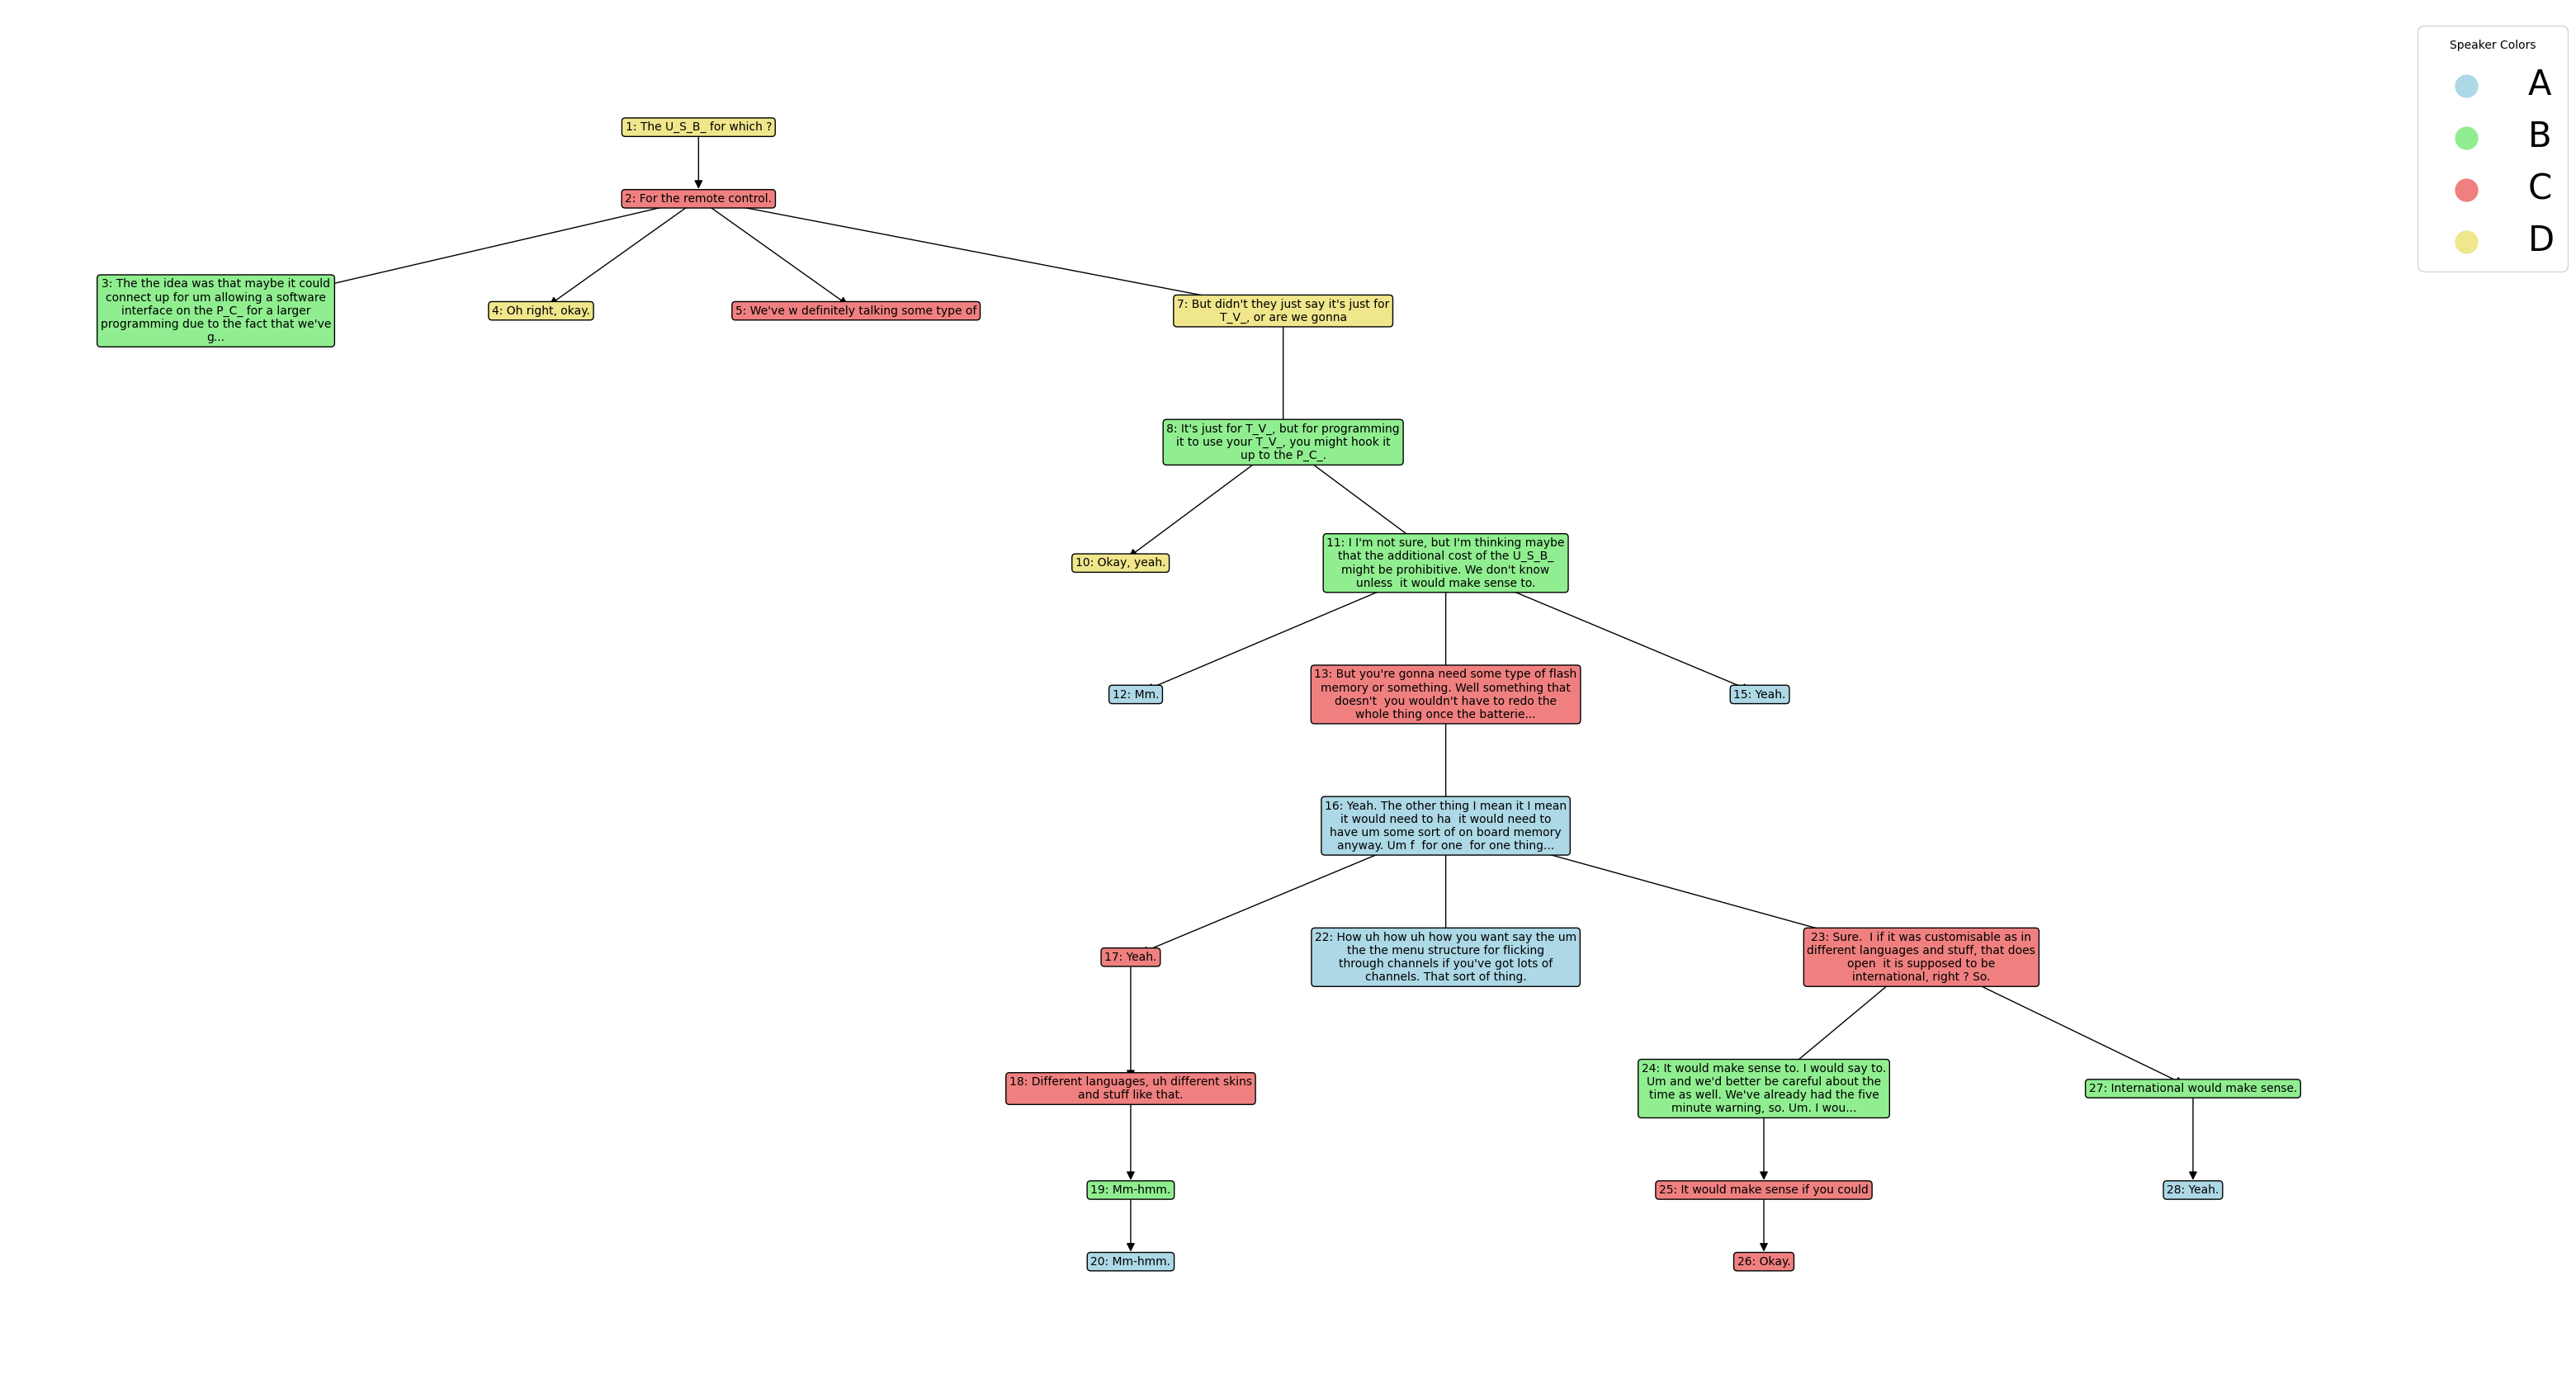 Speaker Colors
A
B
C
D
1: The U_S_B_ for which ?
2: For the remote control.
3: The the idea was that maybe it could
connect up for um allowing a software
interface on the P_C_ for a larger
programming due to the fact that we've
g...
4: Oh right, okay.
5: We've w definitely talking some type of
7: But didn't they just say it's just for
T_V_, or are we gonna
8: It's just for T_V_, but for programming
it to use your T_V_, you might hook it
up to the P_C_.
10: Okay, yeah.
11: I I'm not sure, but I'm thinking maybe
that the additional cost of the U_S_B_
might be prohibitive. We don't know
unless  it would make sense to.
12: Mm.
13: But you're gonna need some type of flash
memory or something. Well something that
doesn't  you wouldn't have to redo the
whole thing once the batterie...
15: Yeah.
16: Yeah. The other thing I mean it I mean
it would need to ha  it would need to
have um some sort of on board memory
anyway. Um f  for one  for one thing...
17: Yeah.
22: How uh how uh how you want say the um
the the menu structure for flicking
through channels if you've got lots of
channels. That sort of thing.
23: Sure.  I if it was customisable as in
different languages and stuff, that does
open  it is supposed to be
international, right ? So.
18: Different languages, uh different skins
and stuff like that.
24: It would make sense to. I would say to.
Um and we'd better be careful about the
time as well. We've already had the five
minute warning, so. Um. I wou...
27: International would make sense.
19: Mm-hmm.
25: It would make sense if you could
28: Yeah.
20: Mm-hmm.
26: Okay.